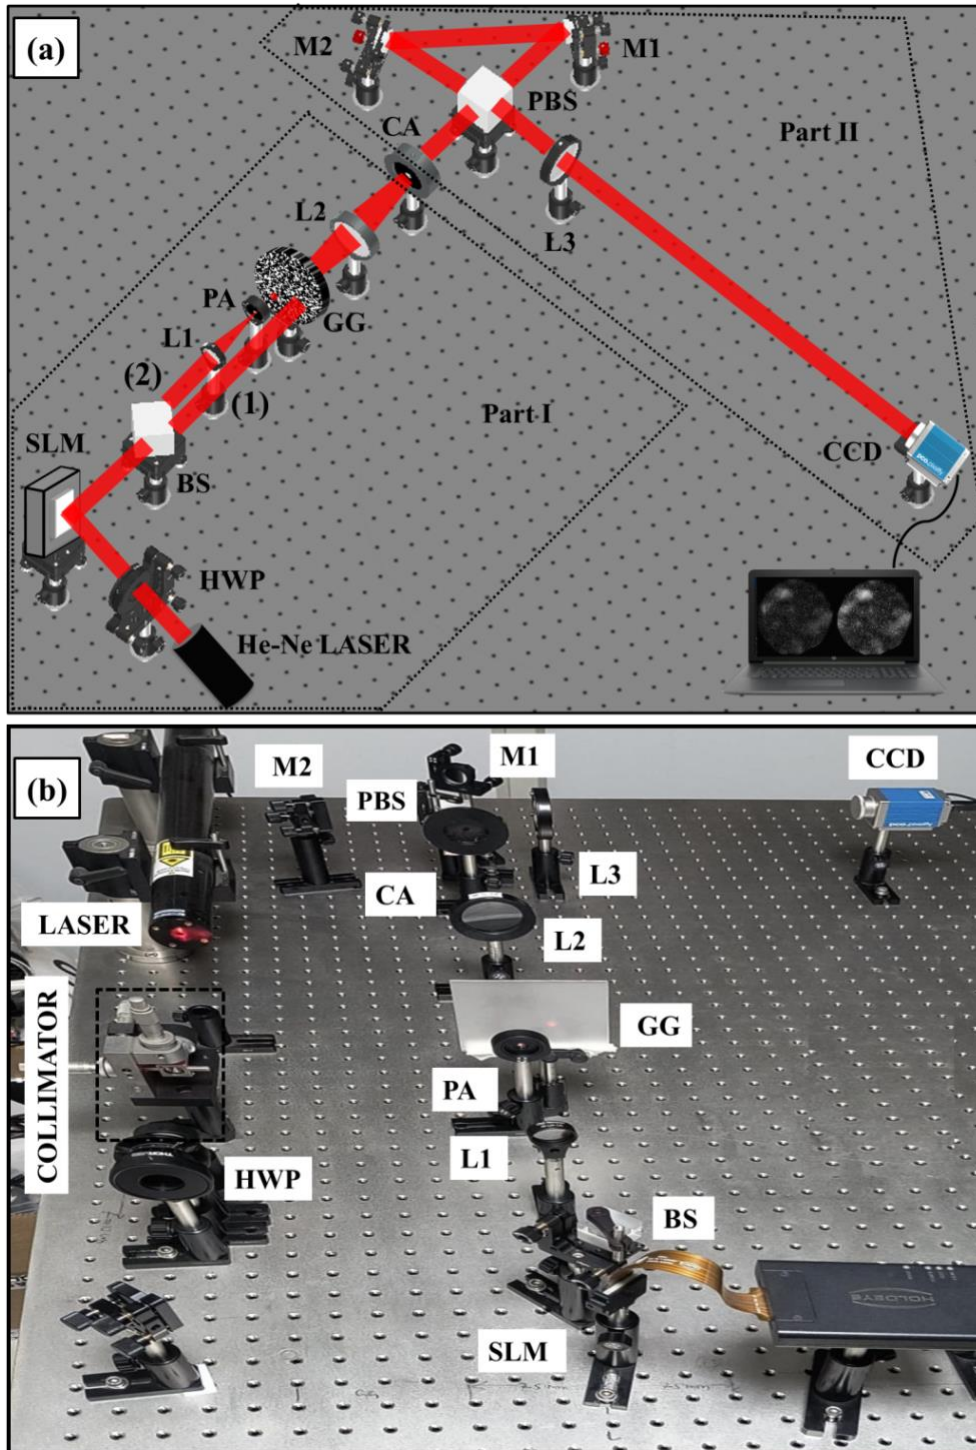 (a)
M2
M1
PBS
CA
Part II
L2
L3
PA
GG
L1
(2)
(1)
Part I
SLM
CCD
BS
HWP
He-Ne LASER
(b)
M2
M1
CCD
PBS
CA
L3
LASER
L2
GG
COLLIMATOR
PA
L1
HWP
BS
HOLOEYE
SLM